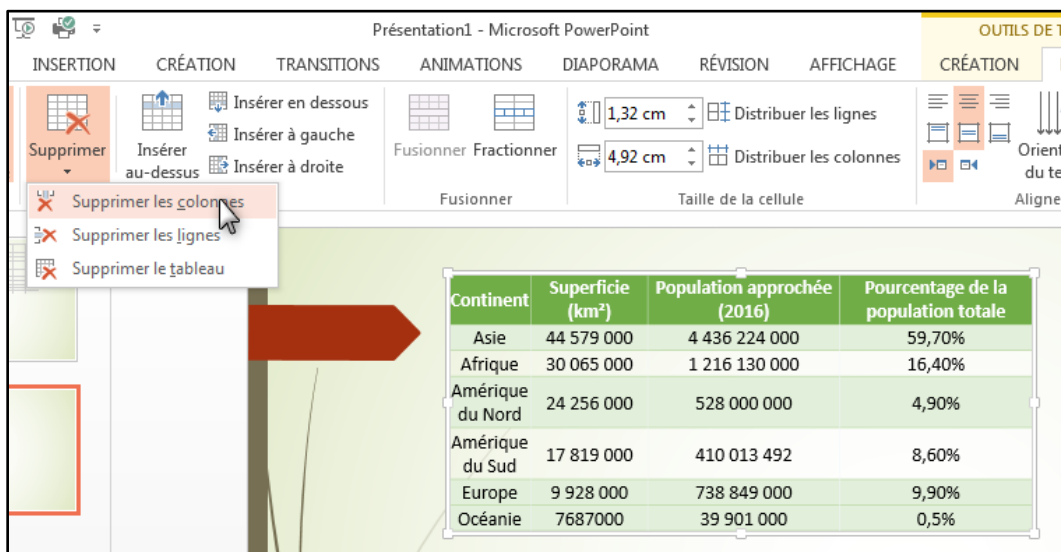 Présentation1 - Microsoft PowerPoint
OUTILS DE T
INSERTION CRÉATION TRANSITIONS ANIMATIONS DIAPORAMA RÉVISION AFFICHAGE CRÉATION
Supprimer
Insérer
au-dessus
Insérer en dessous
Insérer à gauche
Insérer à droite
Fusionner Fractionner
Fusionner
1,32 cm
4,92 cm
Distribuer les lignes
Distribuer les colonnes
Taille de la cellule
Orient
du te
Aligne
Supprimer les colonnes
Supprimer les lignes
Supprimer le tableau
Continent Superficie (km²) Population approchée (2016) Pourcentage de la population totale
Asie 44 579 000 4 436 224 000 59,70%
Afrique 30 065 000 1 216 130 000 16,40%
Amérique du Nord 24 256 000 528 000 000 4,90%
Amérique du Sud 17 819 000 410 013 492 8,60%
Europe 9 928 000 738 849 000 9,90%
Océanie 7687000 39 901 000 0,5%